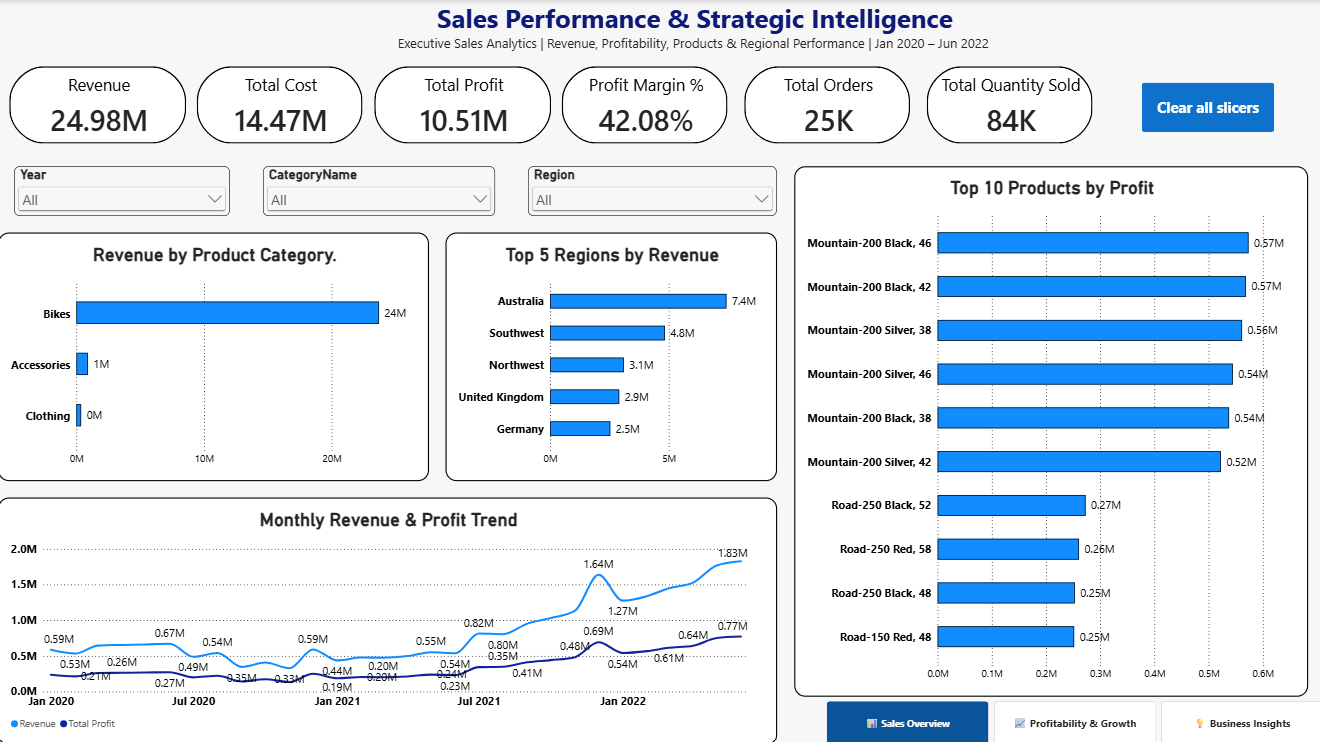 Sales Performance & Strategic Intelligence
Executive Sales Analytics | Revenue, Profitability, Products & Regional Performance | Jan 2020 – Jun 2022
Revenue
24.98M
Total Cost
14.47M
Total Profit
10.51M
Profit Margin %
42.08%
Total Orders
25K
Total Quantity Sold
84K
Clear all slicers
Year
All
CategoryName
All
Region
All
Revenue by Product Category.
Bikes 24M
Accessories 1M
Clothing 0M
0M 10M 20M
Top 5 Regions by Revenue
Australia 7.4M
Southwest 4.8M
Northwest 3.1M
United Kingdom 2.9M
Germany 2.5M
0M 5M
Top 10 Products by Profit
Mountain-200 Black, 46 0.57M
Mountain-200 Black, 42 0.57M
Mountain-200 Silver, 38 0.56M
Mountain-200 Silver, 46 0.54M
Mountain-200 Black, 38 0.54M
Mountain-200 Silver, 42 0.52M
Road-250 Black, 52 0.27M
Road-250 Red, 58 0.26M
Road-250 Black, 48 0.25M
Road-150 Red, 48 0.25M
0.0M 0.1M 0.2M 0.3M 0.4M 0.5M 0.6M
Monthly Revenue & Profit Trend
2.0M
1.5M
1.0M
0.5M
0.0M
0.59M 0.53M 0.67M 0.49M 0.54M 0.35M 0.33M 0.59M 0.44M 0.20M 0.55M 0.54M 0.82M 0.80M 1.64M 1.27M 1.83M
0.21M 0.26M 0.27M 0.19M 0.20M 0.24M 0.23M 0.35M 0.41M 0.48M 0.69M 0.54M 0.61M 0.64M 0.77M
Jan 2020 Jul 2020 Jan 2021 Jul 2021 Jan 2022
Revenue Total Profit
Sales Overview
Profitability & Growth
Business Insights